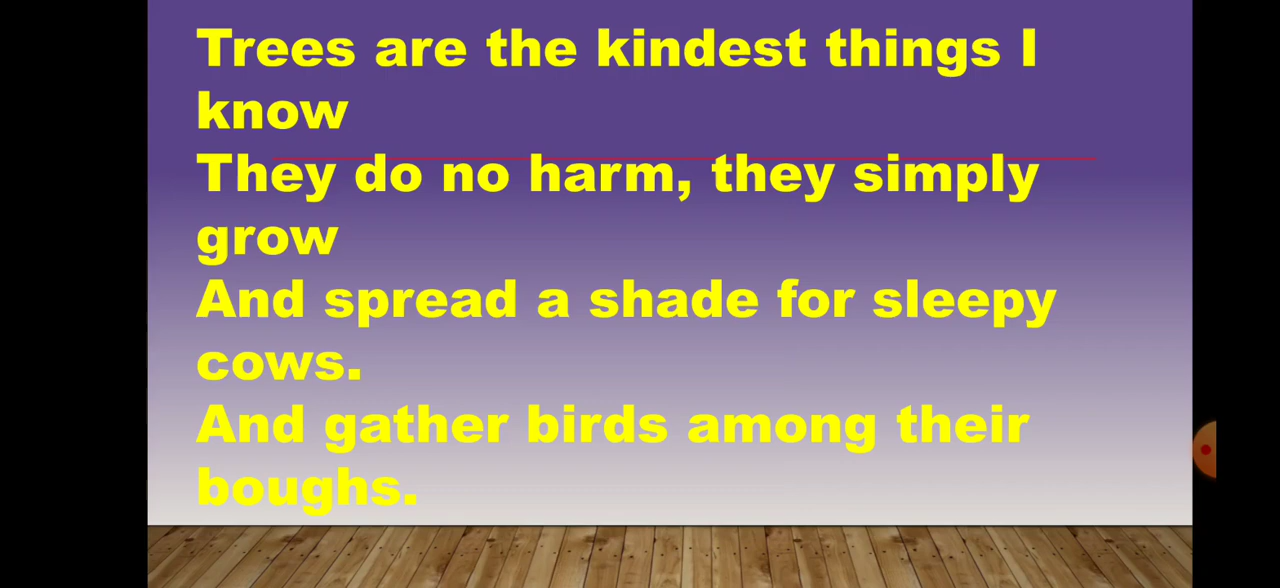 Trees are the kindest things I
know
They do no harm, they simply
grow
And spread a shade for sleepy
cows.
And gather birds among their
boughs.